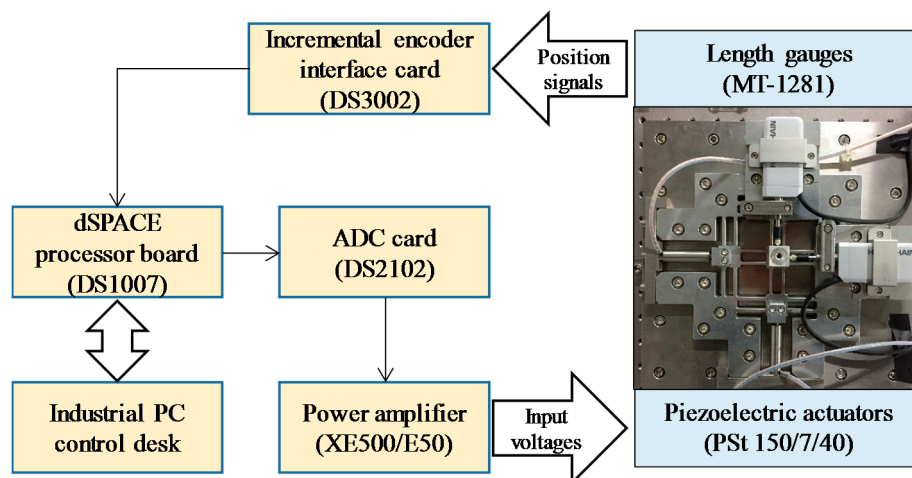 Incremental encoder
interface card
(DS3002)
Position
signals
Length gauges
(MT-1281)
dSPACE
processor board
(DS1007)
ADC card
(DS2102)
Industrial PC
control desk
Power amplifier
(XE500/E50)
Input
voltages
Piezoelectric actuators
(PSt 150/7/40)